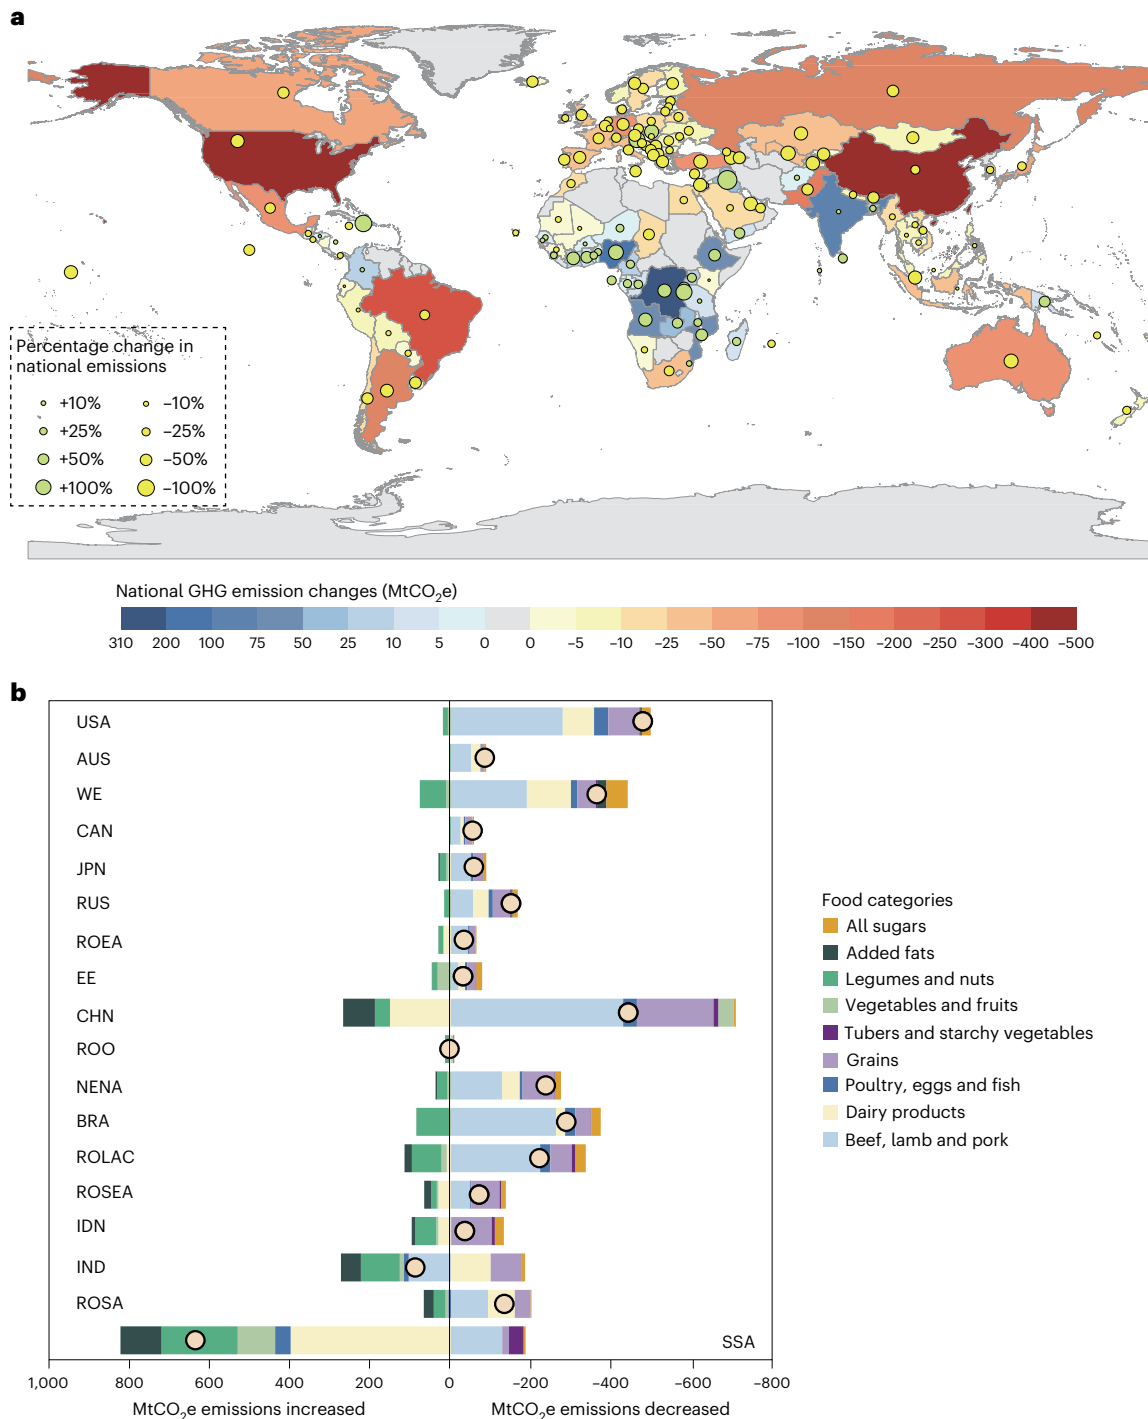 a
Percentage change in
national emissions
+10% −10%
+25% −25%
+50% −50%
+100% −100%
National GHG emission changes (MtCO2e)
310 200 100 75 50 25 10 5 0 0 −5 −10 −25 −50 −75 −100 −150 −200 −250 −300 −400 −500
b
USA
AUS
WE
CAN
JPN
RUS
ROEA
EE
CHN
ROO
NENA
BRA
ROLAC
ROSEA
IDN
IND
ROSA
SSA
1,000 800 600 400 200 0 −200 −400 −600 −800
MtCO2e emissions increased MtCO2e emissions decreased
Food categories
All sugars
Added fats
Legumes and nuts
Vegetables and fruits
Tubers and starchy vegetables
Grains
Poultry, eggs and fish
Dairy products
Beef, lamb and pork